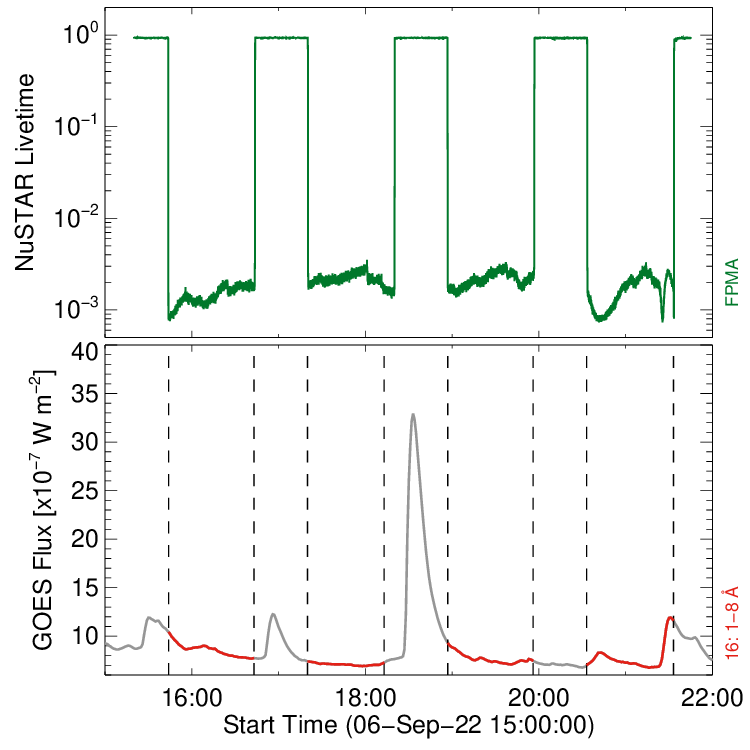 10⁰
10⁻¹
10⁻²
10⁻³
NuSTAR Livetime
FPMA
40
35
30
25
20
15
10
GOES Flux [x10⁻⁷ W m⁻²]
16: 1−8 Å
16:00 18:00 20:00 22:00
Start Time (06−Sep−22 15:00:00)